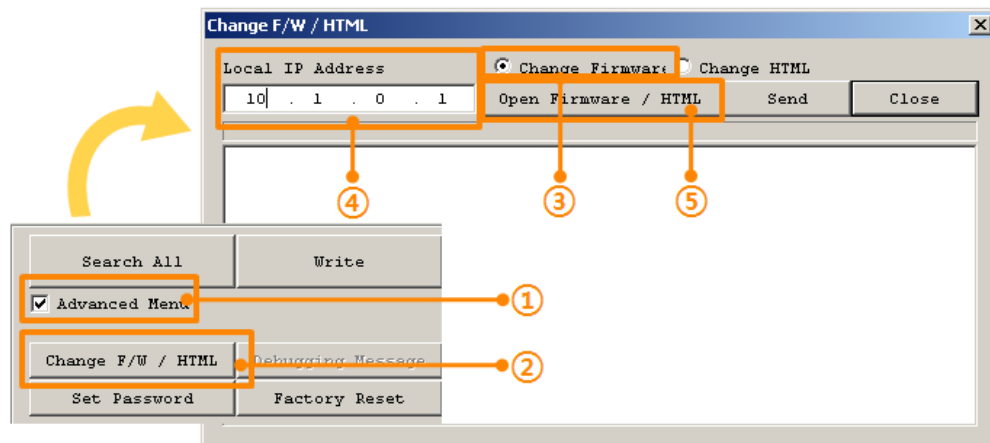 Change F/W / HTML
Local IP Address
Change Firmware Change HTML
10 . 1 . 0 . 1
Open Firmware / HTML Send Close
④ ③ ⑤
Search All Write
Advanced Menu
①
Change F/W / HTML Debugging Message
②
Set Password Factory Reset